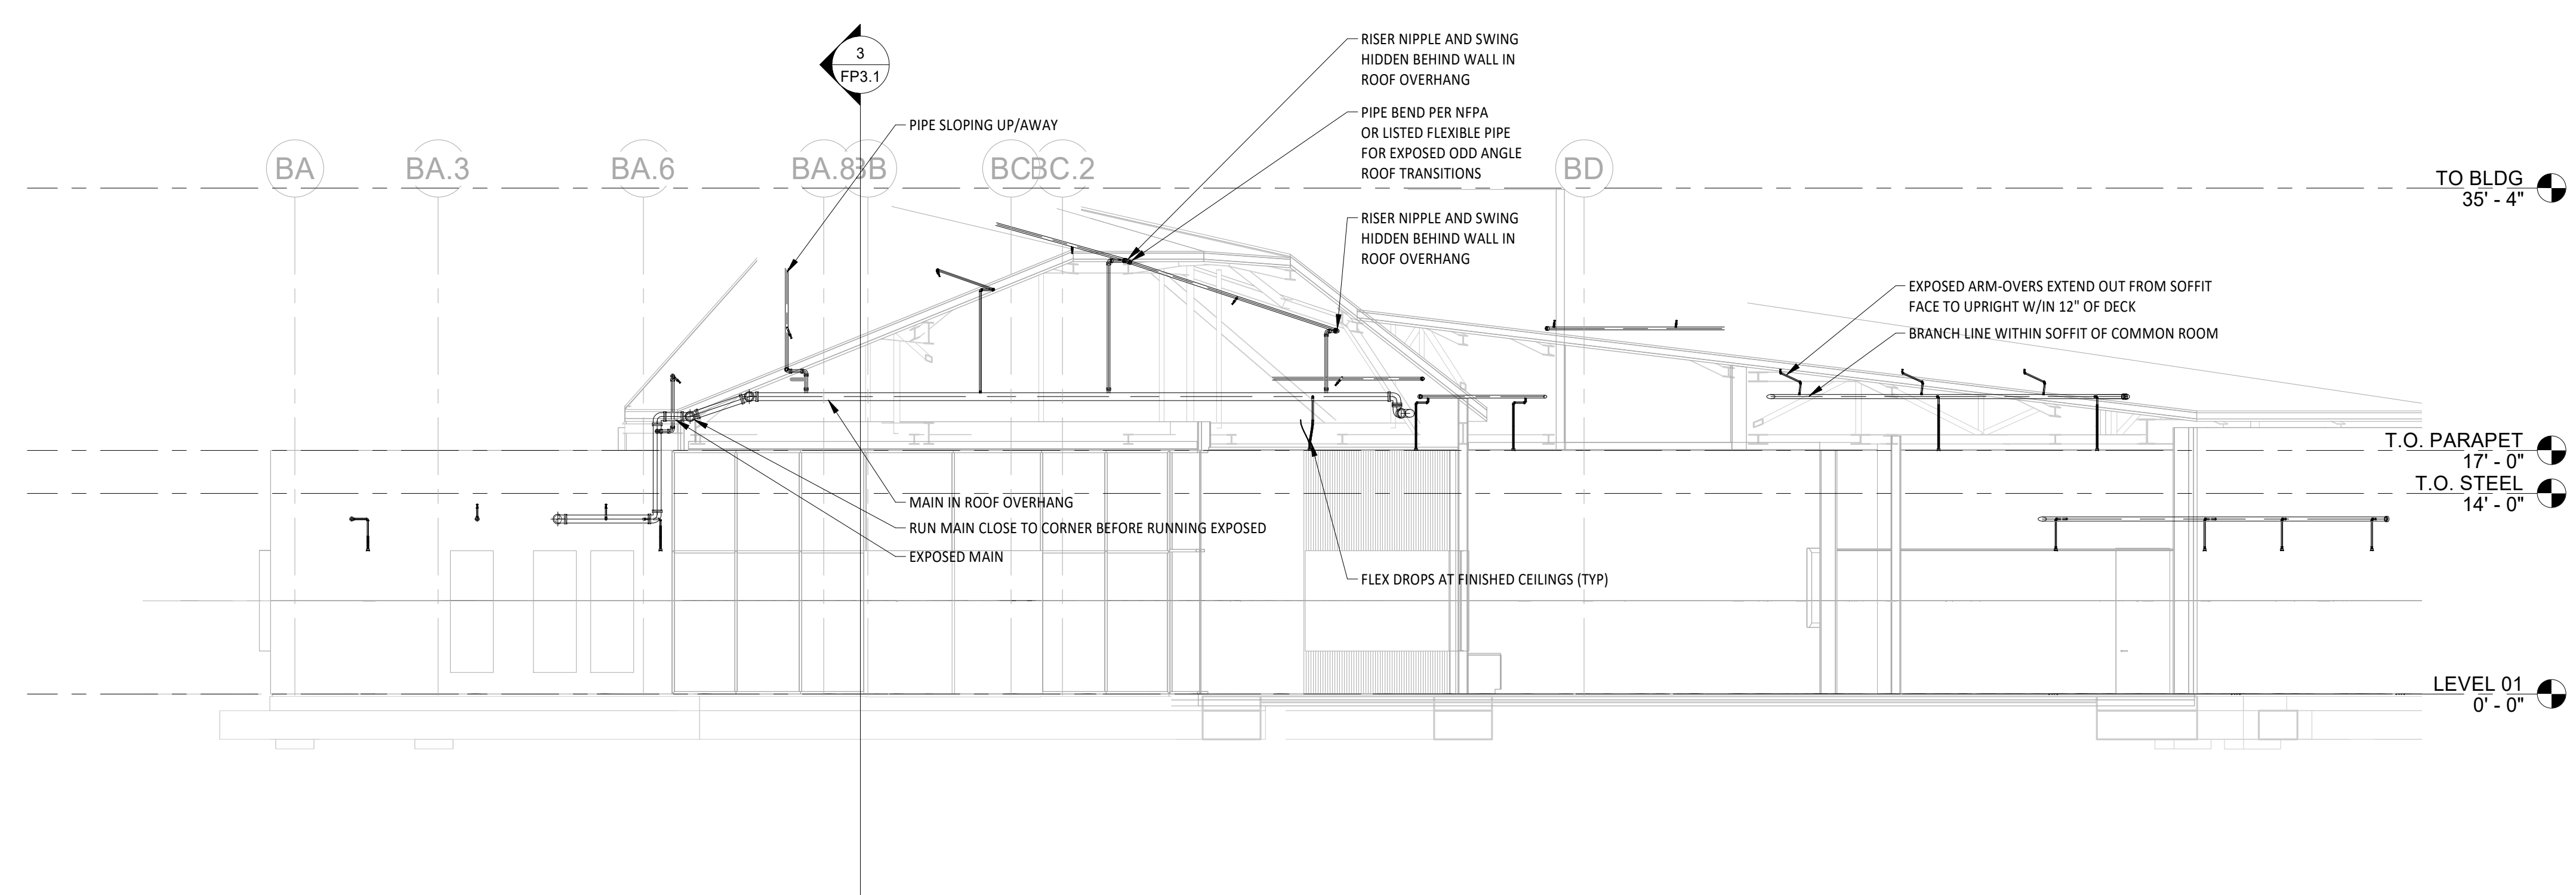 3
FP3.1
RISER NIPPLE AND SWING
HIDDEN BEHIND WALL IN
ROOF OVERHANG
PIPE BEND PER NFPA
OR LISTED FLEXIBLE PIPE
FOR EXPOSED ODD ANGLE
ROOF TRANSITIONS
PIPE SLOPING UP/AWAY
BA
BA.3
BA.6
BA.8
BB
BC
BC.2
BD
TO BLDG
35' - 4"
RISER NIPPLE AND SWING
HIDDEN BEHIND WALL IN
ROOF OVERHANG
EXPOSED ARM-OVERS EXTEND OUT FROM SOFFIT
FACE TO UPRIGHT W/IN 12" OF DECK
BRANCH LINE WITHIN SOFFIT OF COMMON ROOM
T.O. PARAPET
17' - 0"
T.O. STEEL
14' - 0"
MAIN IN ROOF OVERHANG
RUN MAIN CLOSE TO CORNER BEFORE RUNNING EXPOSED
EXPOSED MAIN
FLEX DROPS AT FINISHED CEILINGS (TYP)
LEVEL 01
0' - 0"